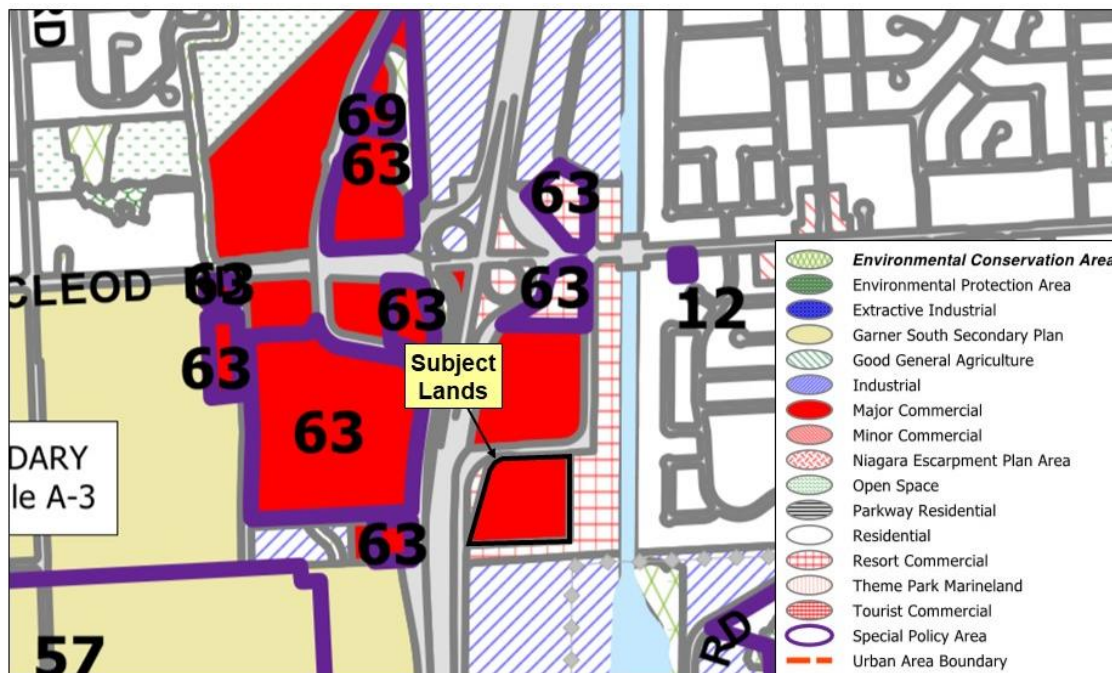 RD
69
63
63
CLEOD
63
63
63
12
Subject
Lands
63
63
DARY
le A-3
63
57
RD
Environmental Conservation Area
Environmental Protection Area
Extractive Industrial
Garner South Secondary Plan
Good General Agriculture
Industrial
Major Commercial
Minor Commercial
Niagara Escarpment Plan Area
Open Space
Parkway Residential
Residential
Resort Commercial
Theme Park Marineland
Tourist Commercial
Special Policy Area
Urban Area Boundary